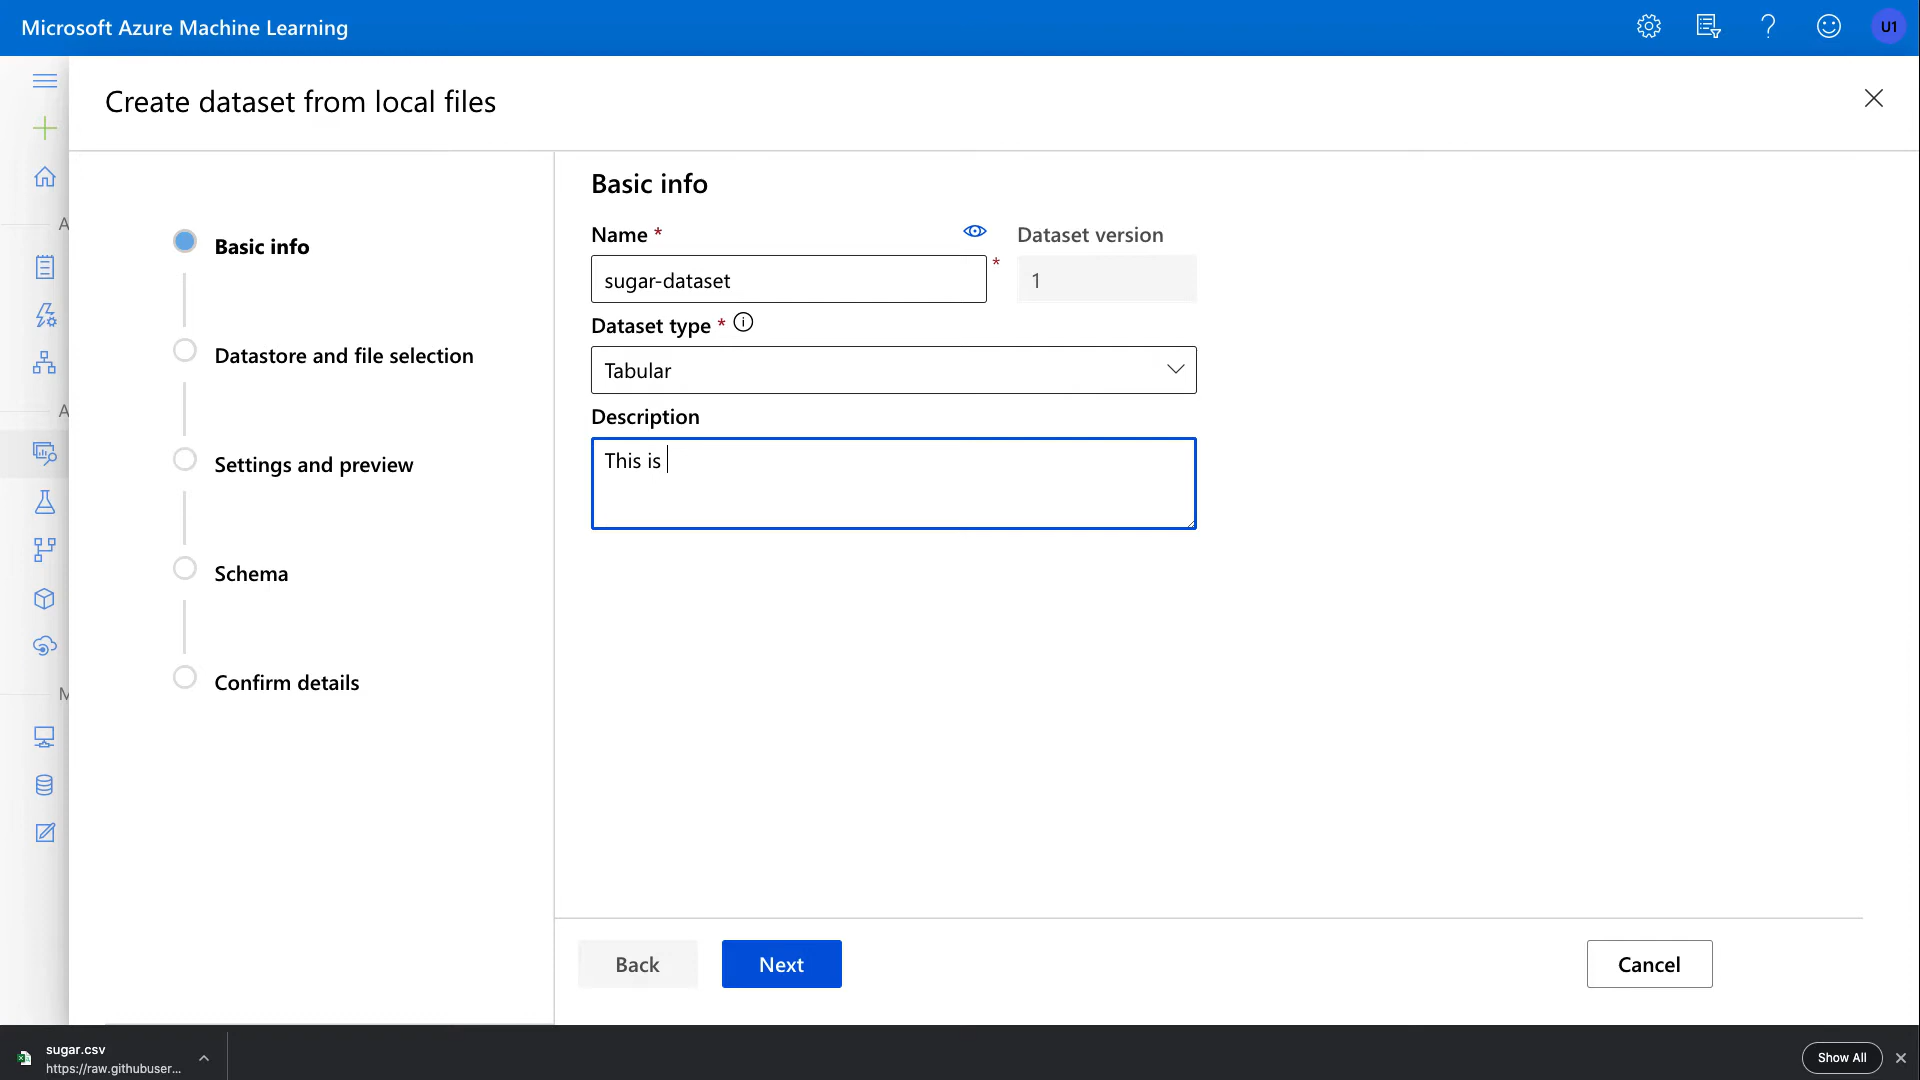 Microsoft Azure Machine Learning
U1
Create dataset from local files
A
A
M
Basic info
Datastore and file selection
Settings and preview
Schema
Confirm details
Basic info
Name *
Dataset version
sugar-dataset
*
1
Dataset type *
Tabular
Description
This is
Back
Next
Cancel
sugar.csv
https://raw.githubuser...
Show All